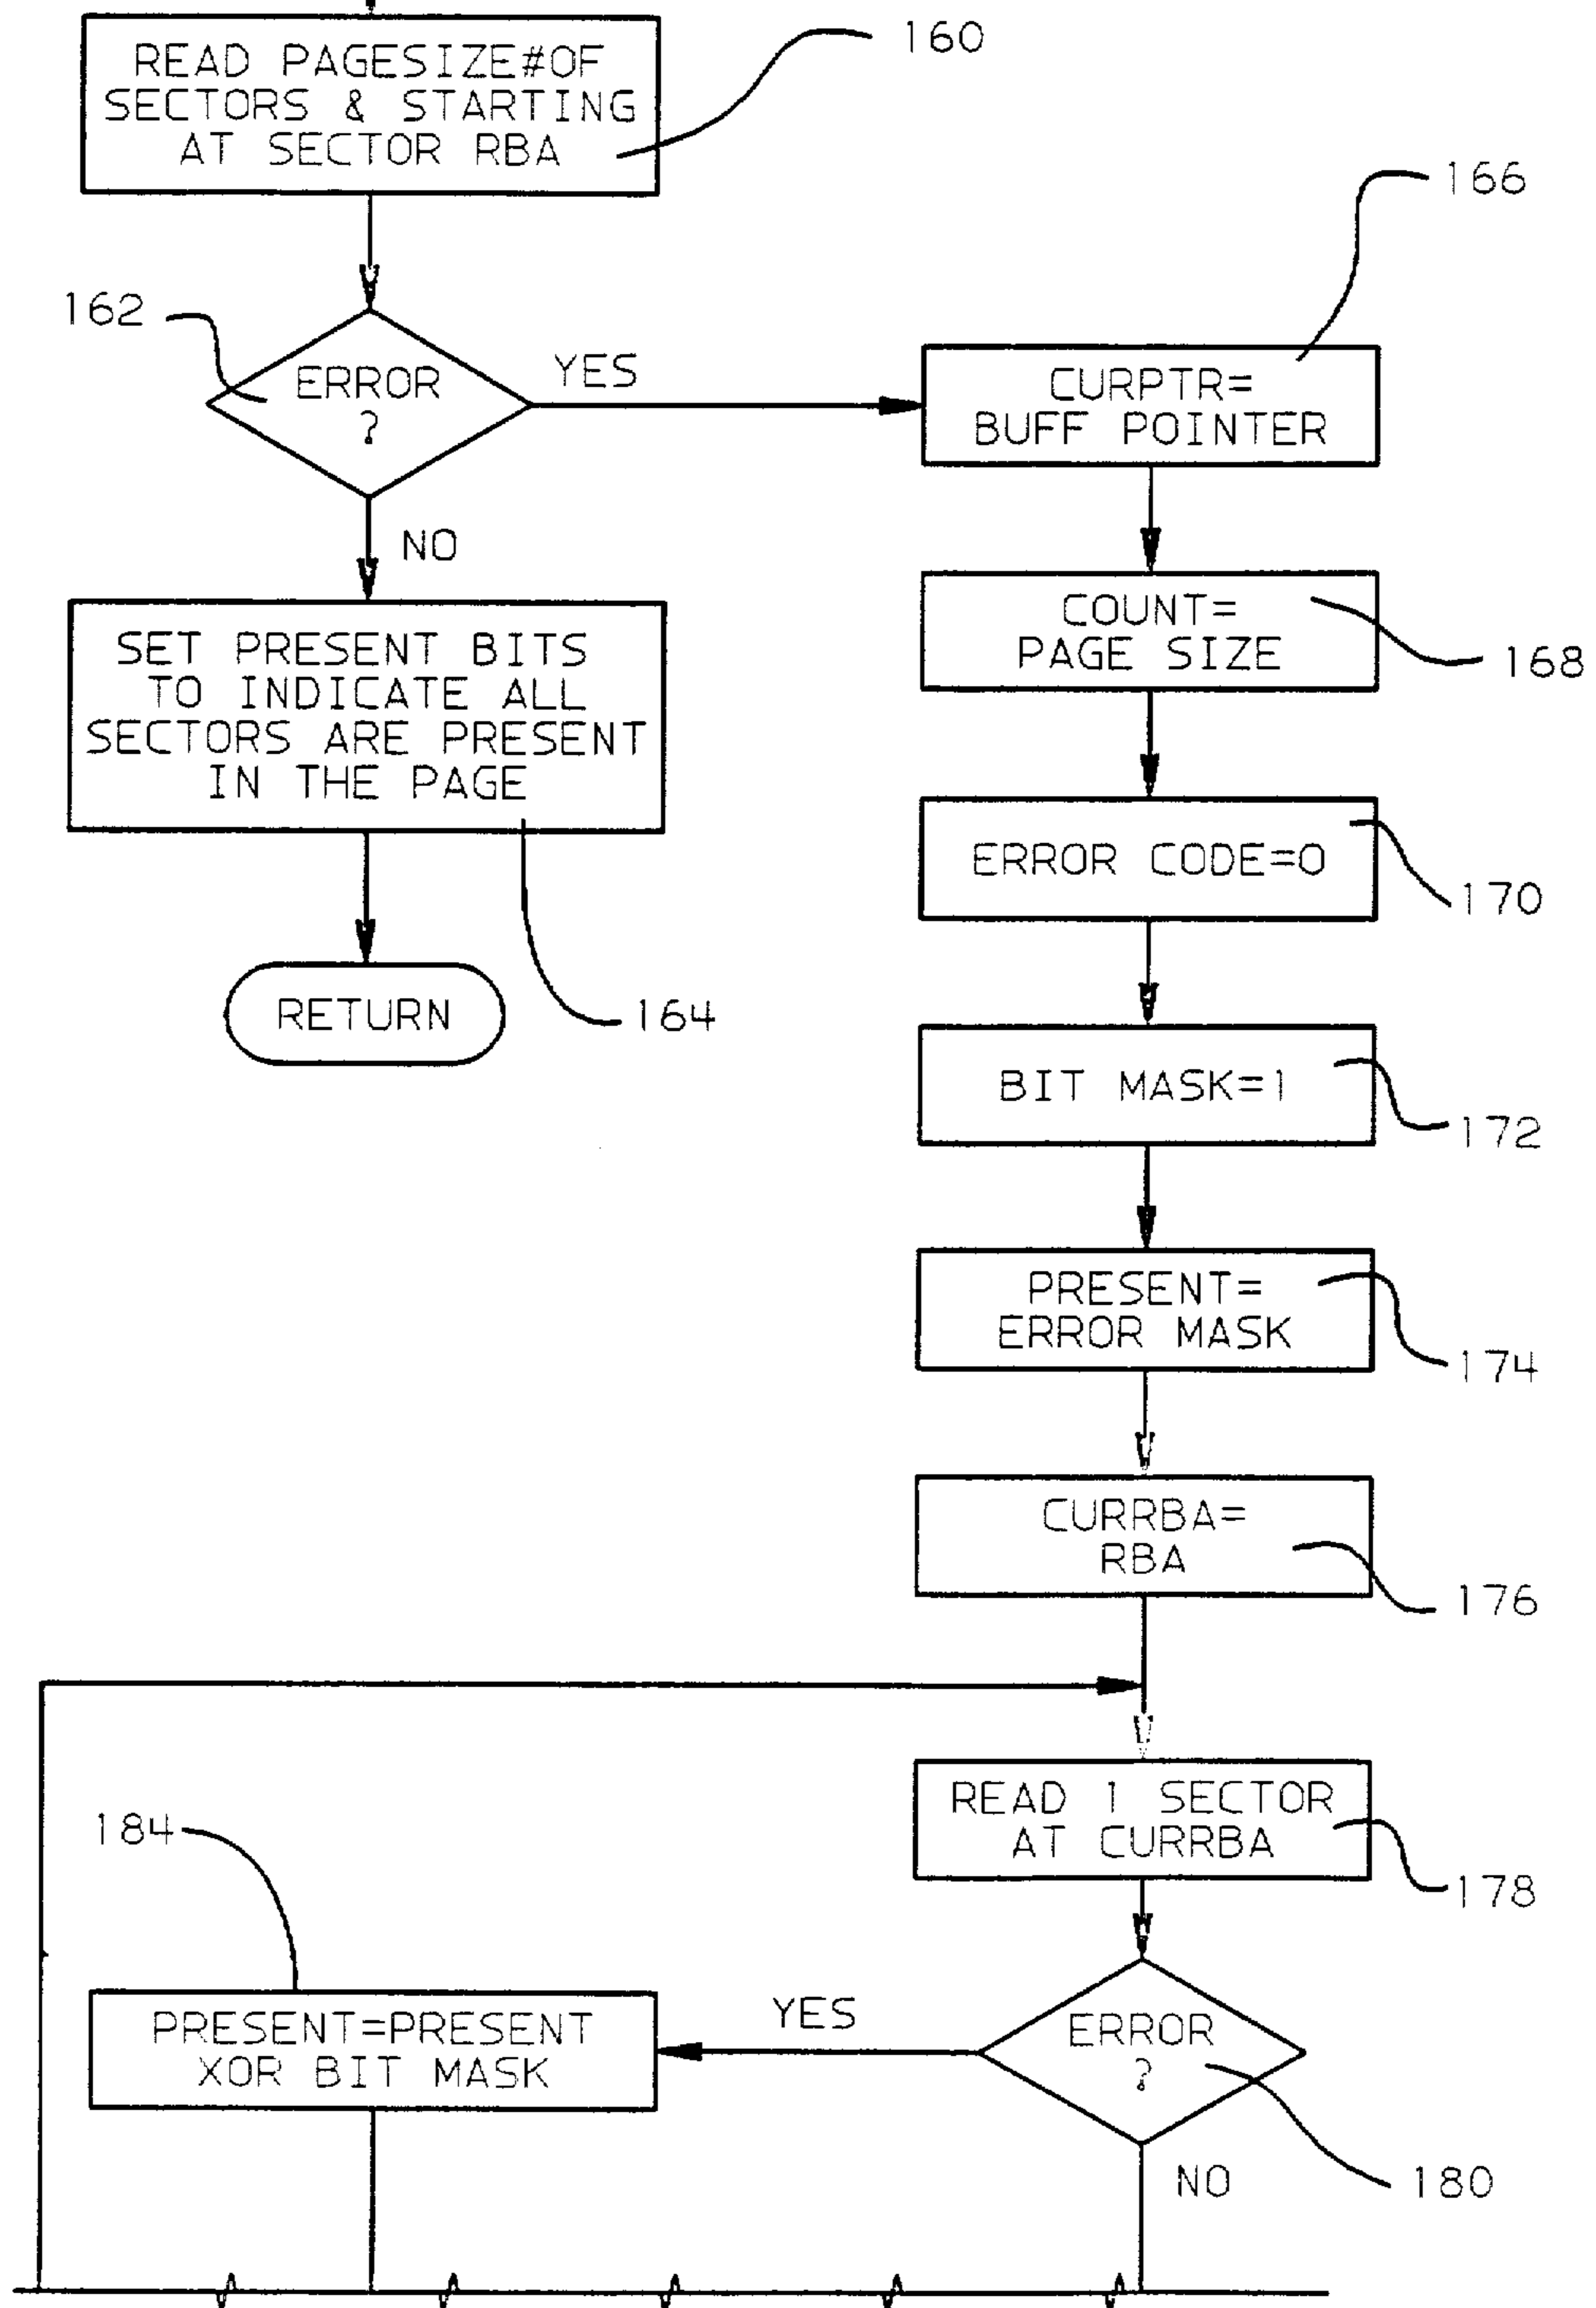 READ PAGESIZE#OF
SECTORS & STARTING
AT SECTOR RBA
160
162
ERROR
?
YES
NO
166
CURPTR=
BUFF POINTER
COUNT=
PAGE SIZE
168
SET PRESENT BITS
TO INDICATE ALL
SECTORS ARE PRESENT
IN THE PAGE
164
RETURN
ERROR CODE=0
170
BIT MASK=1
172
PRESENT=
ERROR MASK
174
CURRBA=
RBA
176
READ 1 SECTOR
AT CURRBA
178
184
PRESENT=PRESENT
XOR BIT MASK
YES
ERROR
?
NO
180